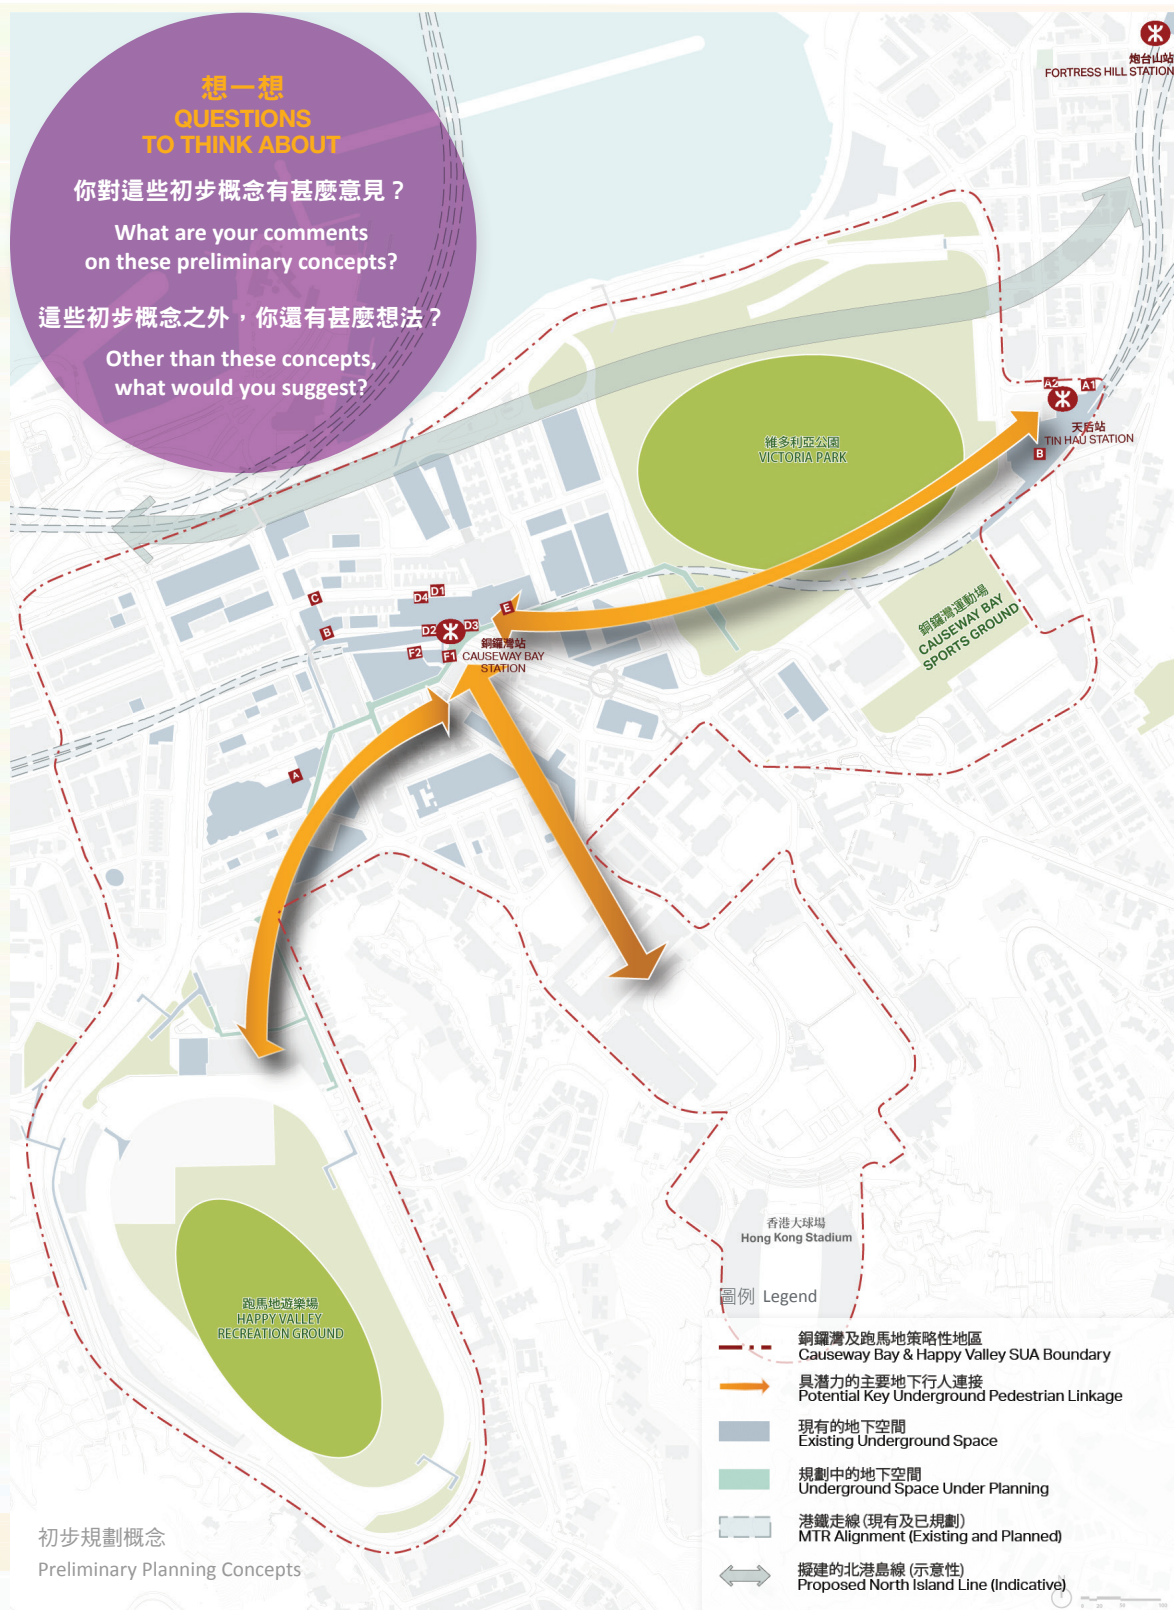 想一想
QUESTIONS
TO THINK ABOUT
你對這些初步概念有甚麼意見？
What are your comments
on these preliminary concepts?
這些初步概念之外，你還有甚麼想法？
Other than these concepts,
what would you suggest?
炮台山站
FORTRESS HILL STATION
A2
A1
天后站
TIN HAU STATION
B
維多利亞公園
VICTORIA PARK
銅鑼灣運動場
CAUSEWAY BAY
SPORTS GROUND
C
D4
D1
E
B
D2
D3
F2
F1
銅鑼灣站
CAUSEWAY BAY
STATION
A
香港大球場
Hong Kong Stadium
跑馬地遊樂場
HAPPY VALLEY
RECREATION GROUND
圖例 Legend
銅鑼灣及跑馬地策略性地區
Causeway Bay & Happy Valley SUA Boundary
具潛力的主要地下行人連接
Potential Key Underground Pedestrian Linkage
現有的地下空間
Existing Underground Space
規劃中的地下空間
Underground Space Under Planning
港鐵走線 (現有及已規劃)
MTR Alignment (Existing and Planned)
擬建的北港島線 (示意性)
Proposed North Island Line (Indicative)
初步規劃概念
Preliminary Planning Concepts